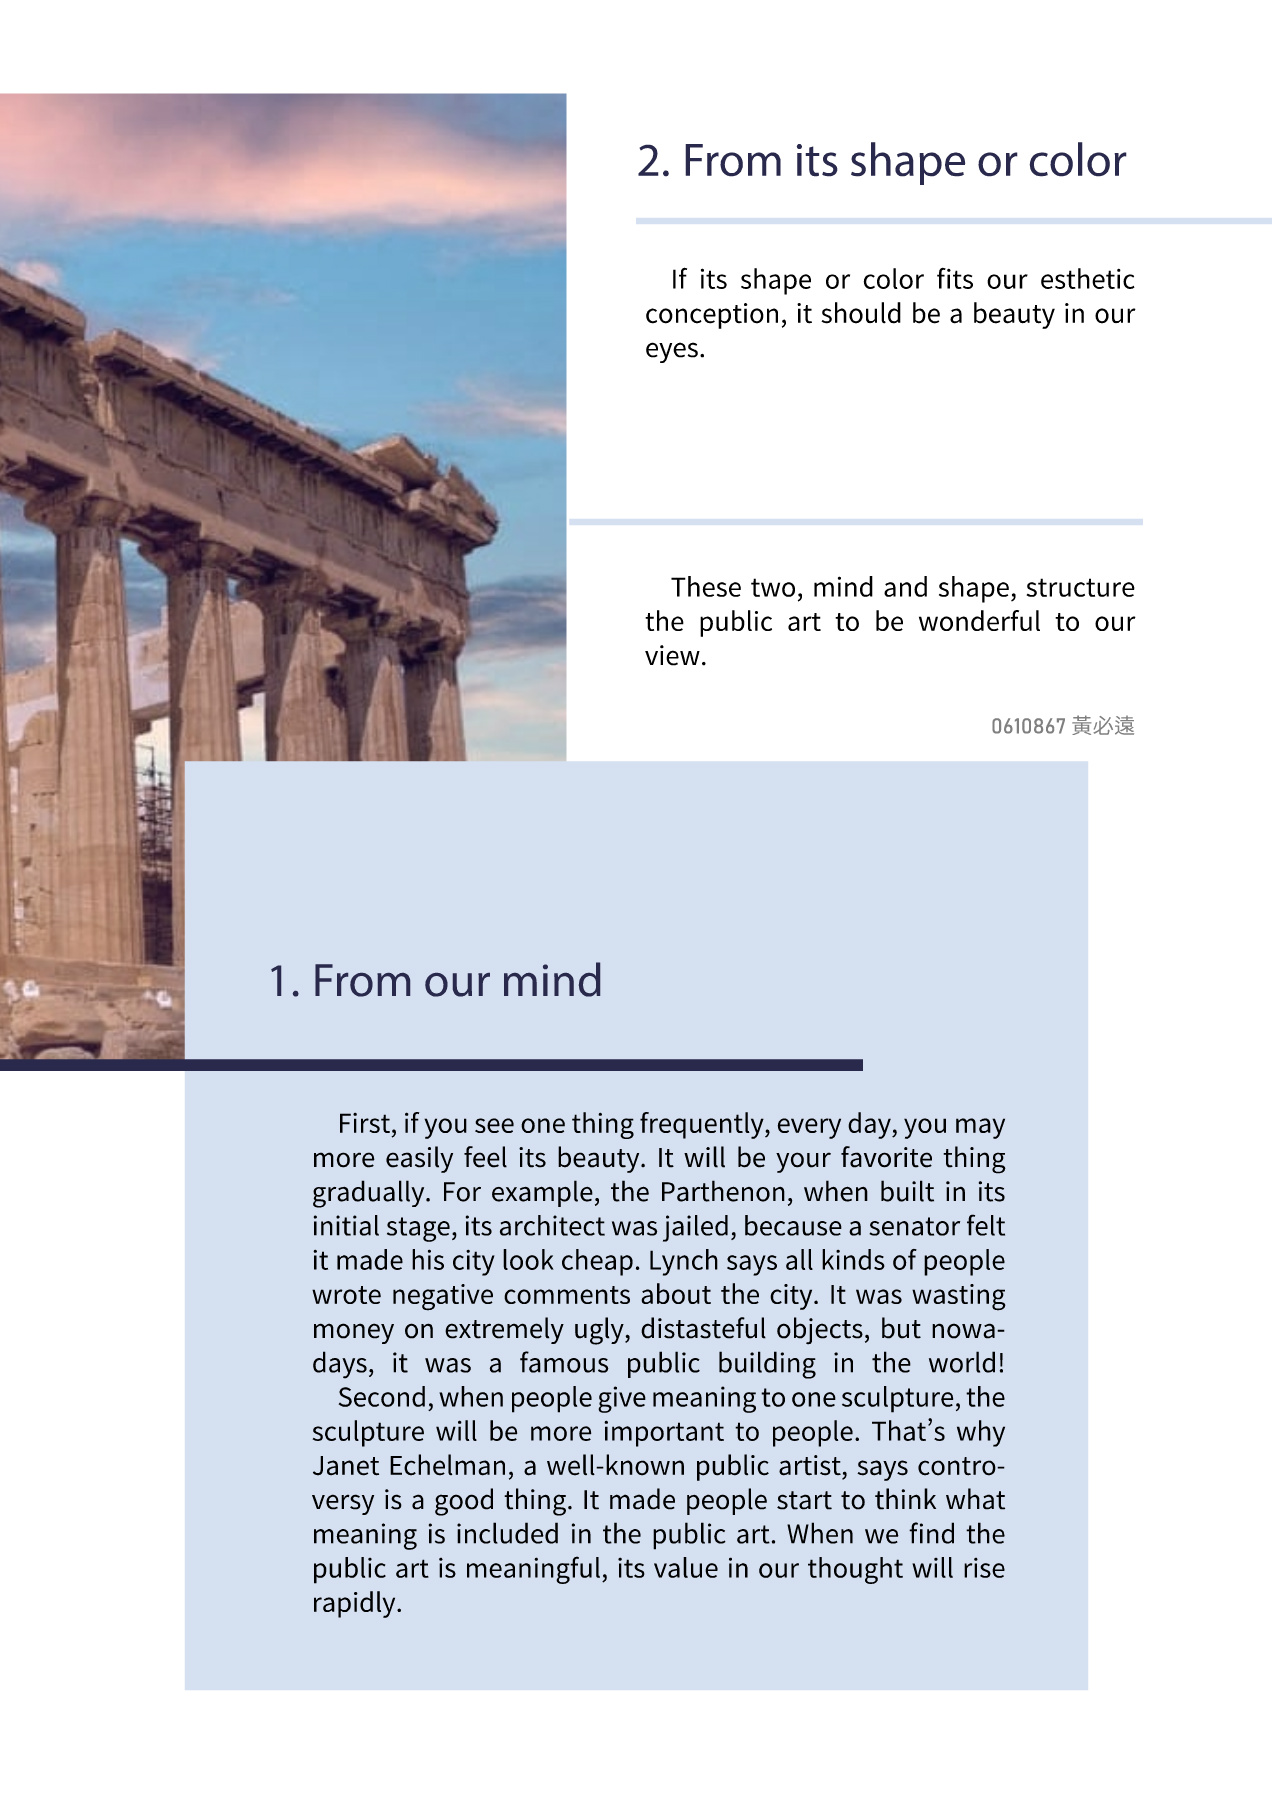 2. From its shape or color
If its shape or color fits our esthetic
conception, it should be a beauty in our
eyes.
These two, mind and shape, structure
the public art to be wonderful to our
view.
0610867 黃必遠
1. From our mind
First, if you see one thing frequently, every day, you may
more easily feel its beauty. It will be your favorite thing
gradually. For example, the Parthenon, when built in its
initial stage, its architect was jailed, because a senator felt
it made his city look cheap. Lynch says all kinds of people
wrote negative comments about the city. It was wasting
money on extremely ugly, distasteful objects, but nowa-
days, it was a famous public building in the world!
Second, when people give meaning to one sculpture, the
sculpture will be more important to people. That’s why
Janet Echelman, a well-known public artist, says contro-
versy is a good thing. It made people start to think what
meaning is included in the public art. When we find the
public art is meaningful, its value in our thought will rise
rapidly.